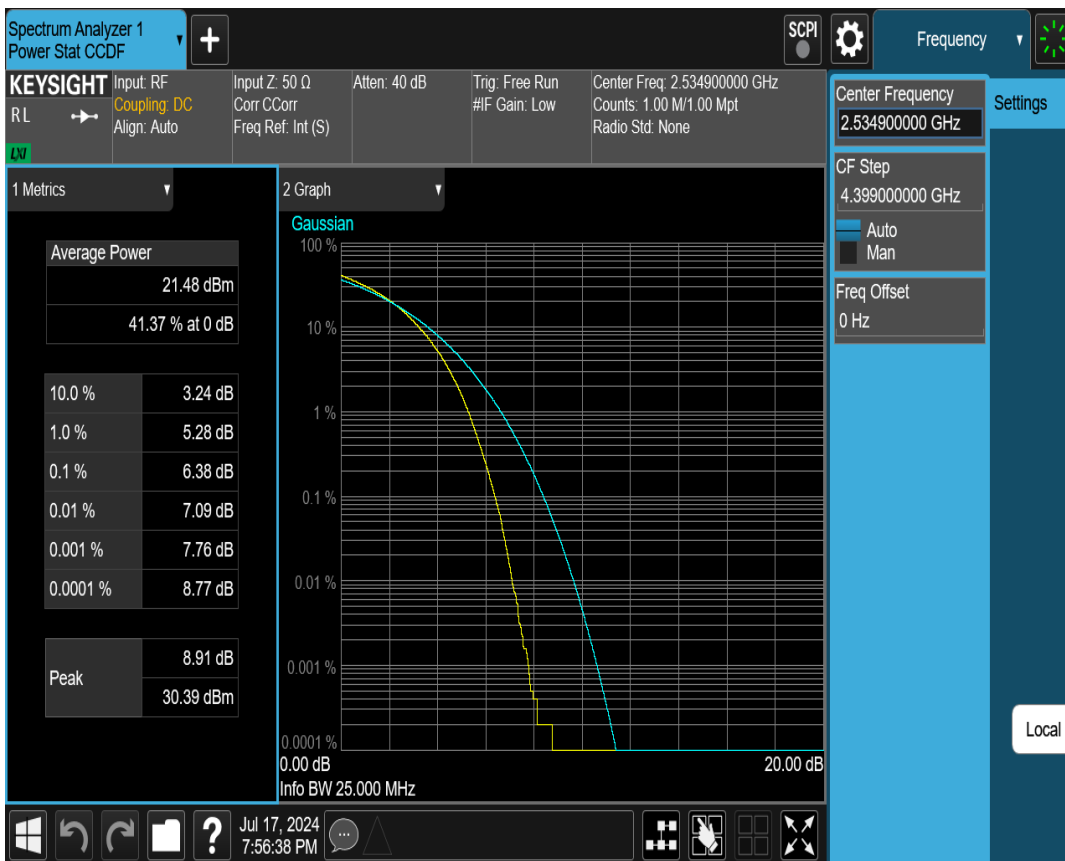 Spectrum Analyzer 1
Power Stat CCDF
SCPI
Frequency
KEYSIGHT
RL
LXI
Input: RF
Coupling: DC
Align: Auto
Input Z: 50 Ω
Corr CCorr
Freq Ref: Int (S)
Atten: 40 dB
Trig: Free Run
#IF Gain: Low
Center Freq: 2.534900000 GHz
Counts: 1.00 M/1.00 Mpt
Radio Std: None
Center Frequency
2.534900000 GHz
Settings
CF Step
4.399000000 GHz
Auto
Man
Freq Offset
0 Hz
1 Metrics
Average Power
21.48 dBm
41.37 % at 0 dB
10.0 % 3.24 dB
1.0 % 5.28 dB
0.1 % 6.38 dB
0.01 % 7.09 dB
0.001 % 7.76 dB
0.0001 % 8.77 dB
Peak
8.91 dB
30.39 dBm
2 Graph
Gaussian
100 %
10 %
1 %
0.1 %
0.01 %
0.001 %
0.0001 %
0.00 dB 20.00 dB
Info BW 25.000 MHz
Local
?
Jul 17, 2024
7:56:38 PM